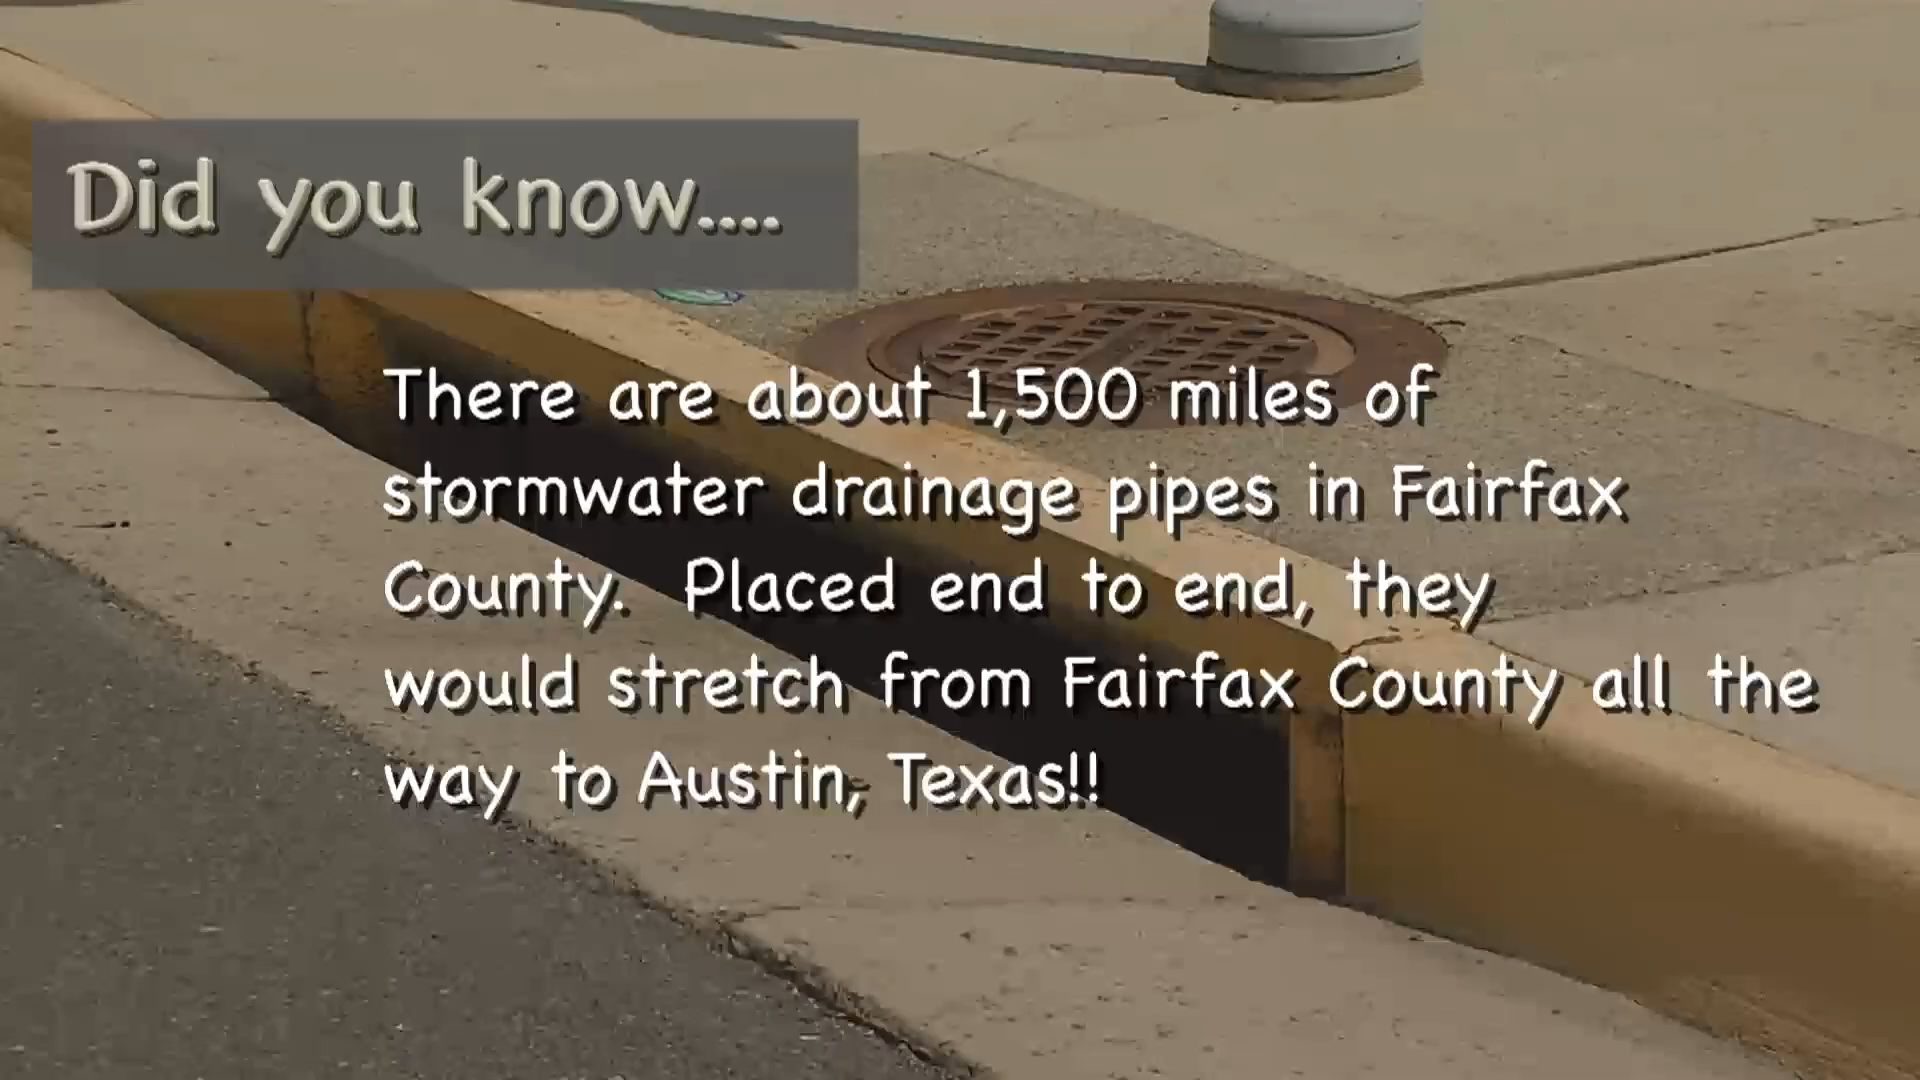 Did you know....
There are about 1,500 miles of
stormwater drainage pipes in Fairfax
County.  Placed end to end, they
would stretch from Fairfax County all the
way to Austin, Texas!!